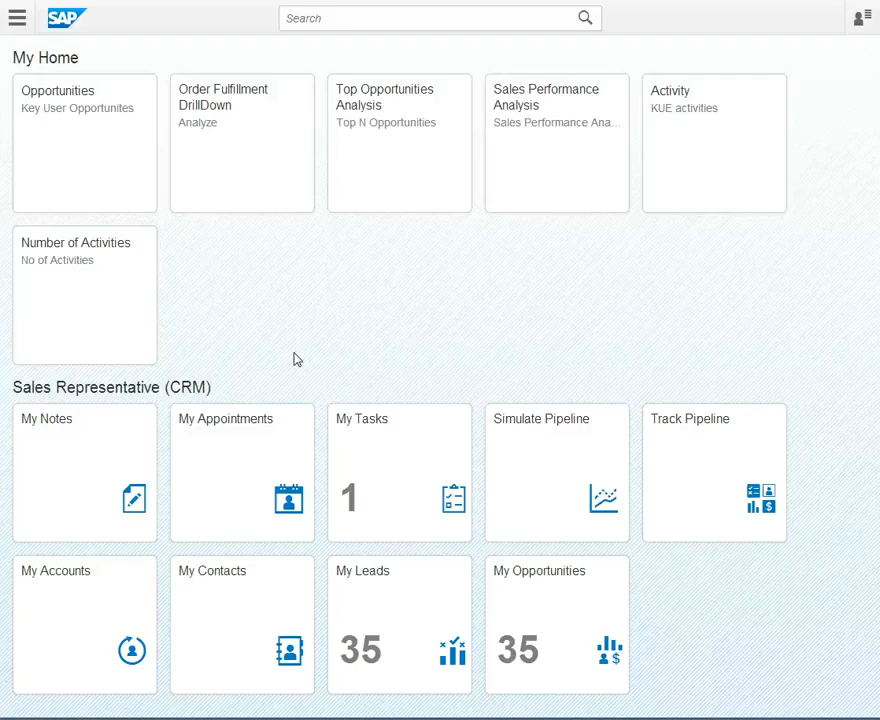 SAP
Search
My Home
Opportunities
Key User Opportunites
Order Fulfillment
DrillDown
Analyze
Top Opportunities
Analysis
Top N Opportunities
Sales Performance
Analysis
Sales Performance Ana...
Activity
KUE activities
Number of Activities
No of Activities
Sales Representative (CRM)
My Notes
My Appointments
My Tasks
1
Simulate Pipeline
Track Pipeline
My Accounts
My Contacts
My Leads
35
My Opportunities
35